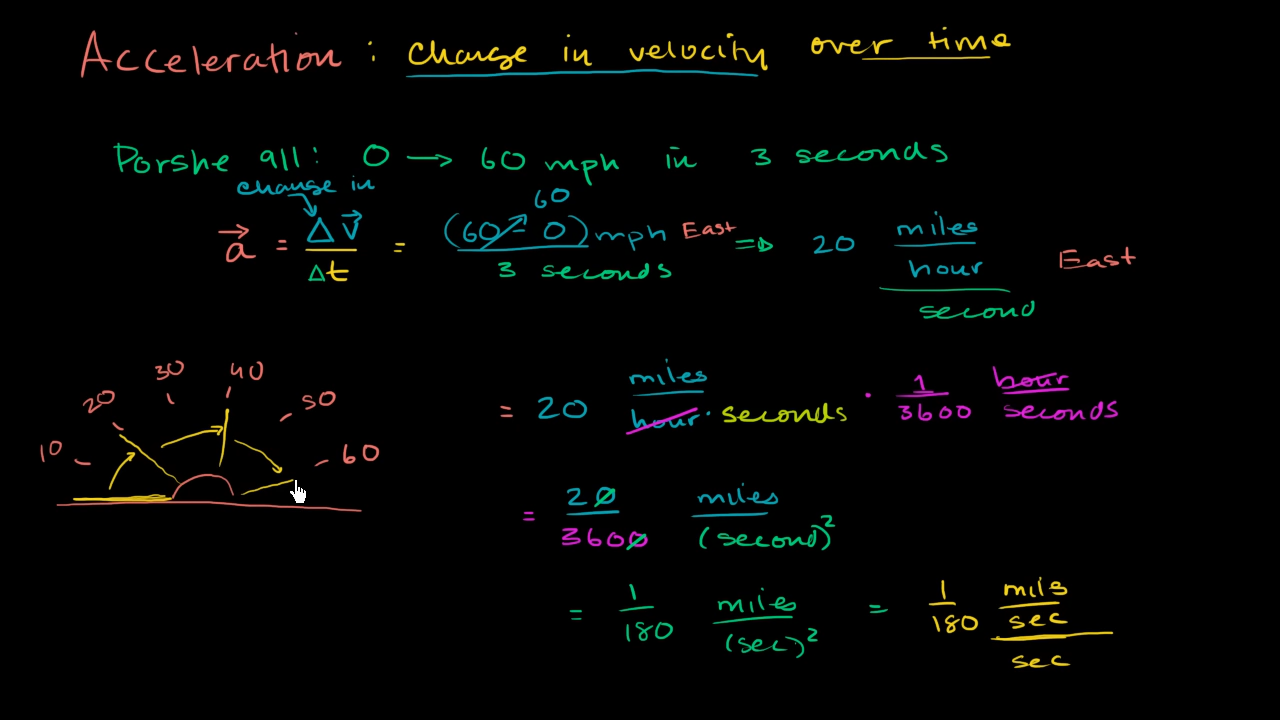 Acceleration : change in velocity over time
Porshe 911: 0 → 60 mph in 3 seconds
change in
60
a⃗ = Δv⃗ / Δt = (60 - 0) mph East / 3 seconds ⇒ 20 miles / hour / second East
10 20 30 40 50 60
= 20 miles / hour · seconds · 1 / 3600 hour / seconds
= 20 / 3600 miles / (second)²
= 1 / 180 miles / (sec)² = 1 / 180 mils / sec / sec